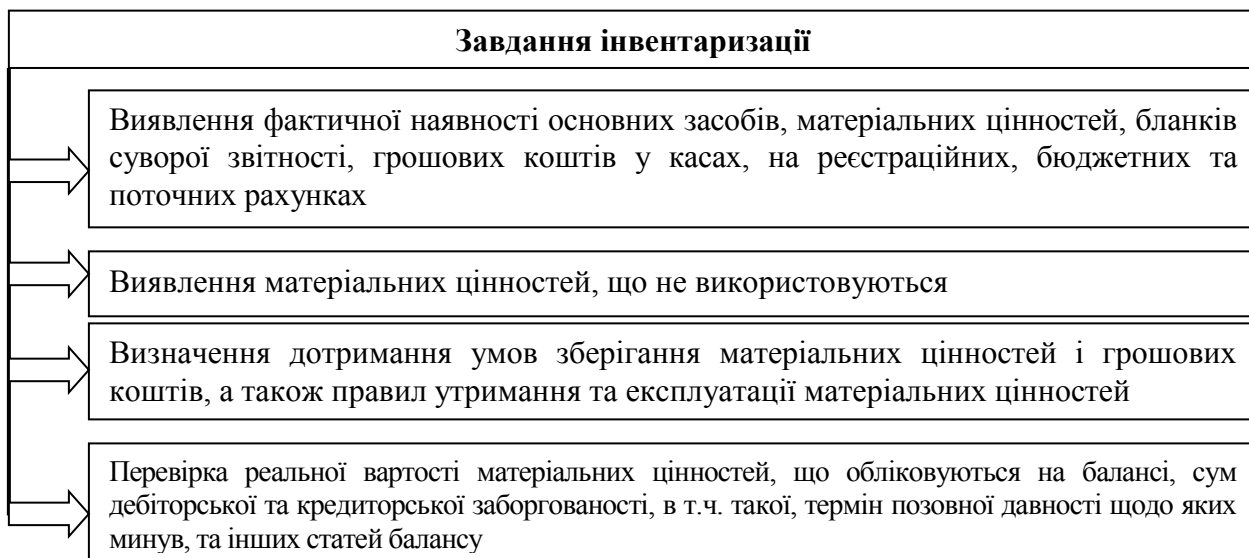 Завдання інвентаризації
Виявлення фактичної наявності основних засобів, матеріальних цінностей, бланків
суворої звітності, грошових коштів у касах, на реєстраційних, бюджетних та
поточних рахунках
Виявлення матеріальних цінностей, що не використовуються
Визначення дотримання умов зберігання матеріальних цінностей і грошових
коштів, а також правил утримання та експлуатації матеріальних цінностей
Перевірка реальної вартості матеріальних цінностей, що обліковуються на балансі, сум
дебіторської та кредиторської заборгованості, в т.ч. такої, термін позовної давності щодо яких
минув, та інших статей балансу